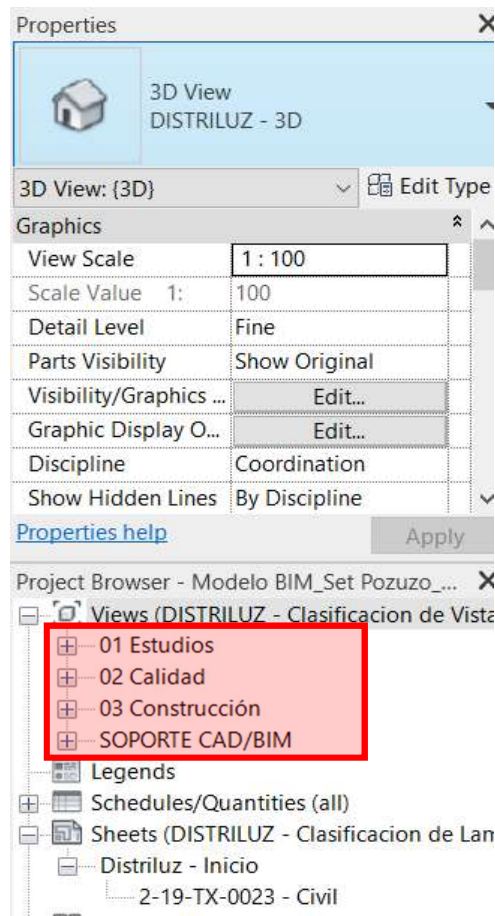 Properties
3D View
DISTRILUZ - 3D
3D View: {3D}
Edit Type
Graphics
View Scale 1 : 100
Scale Value 1: 100
Detail Level Fine
Parts Visibility Show Original
Visibility/Graphics ... Edit...
Graphic Display O... Edit...
Discipline Coordination
Show Hidden Lines By Discipline
Properties help Apply
Project Browser - Modelo BIM_Set Pozuzo_...
Views (DISTRILUZ - Clasificacion de Vista
01 Estudios
02 Calidad
03 Construcción
SOPORTE CAD/BIM
Legends
Schedules/Quantities (all)
Sheets (DISTRILUZ - Clasificacion de Lam
Distriluz - Inicio
2-19-TX-0023 - Civil